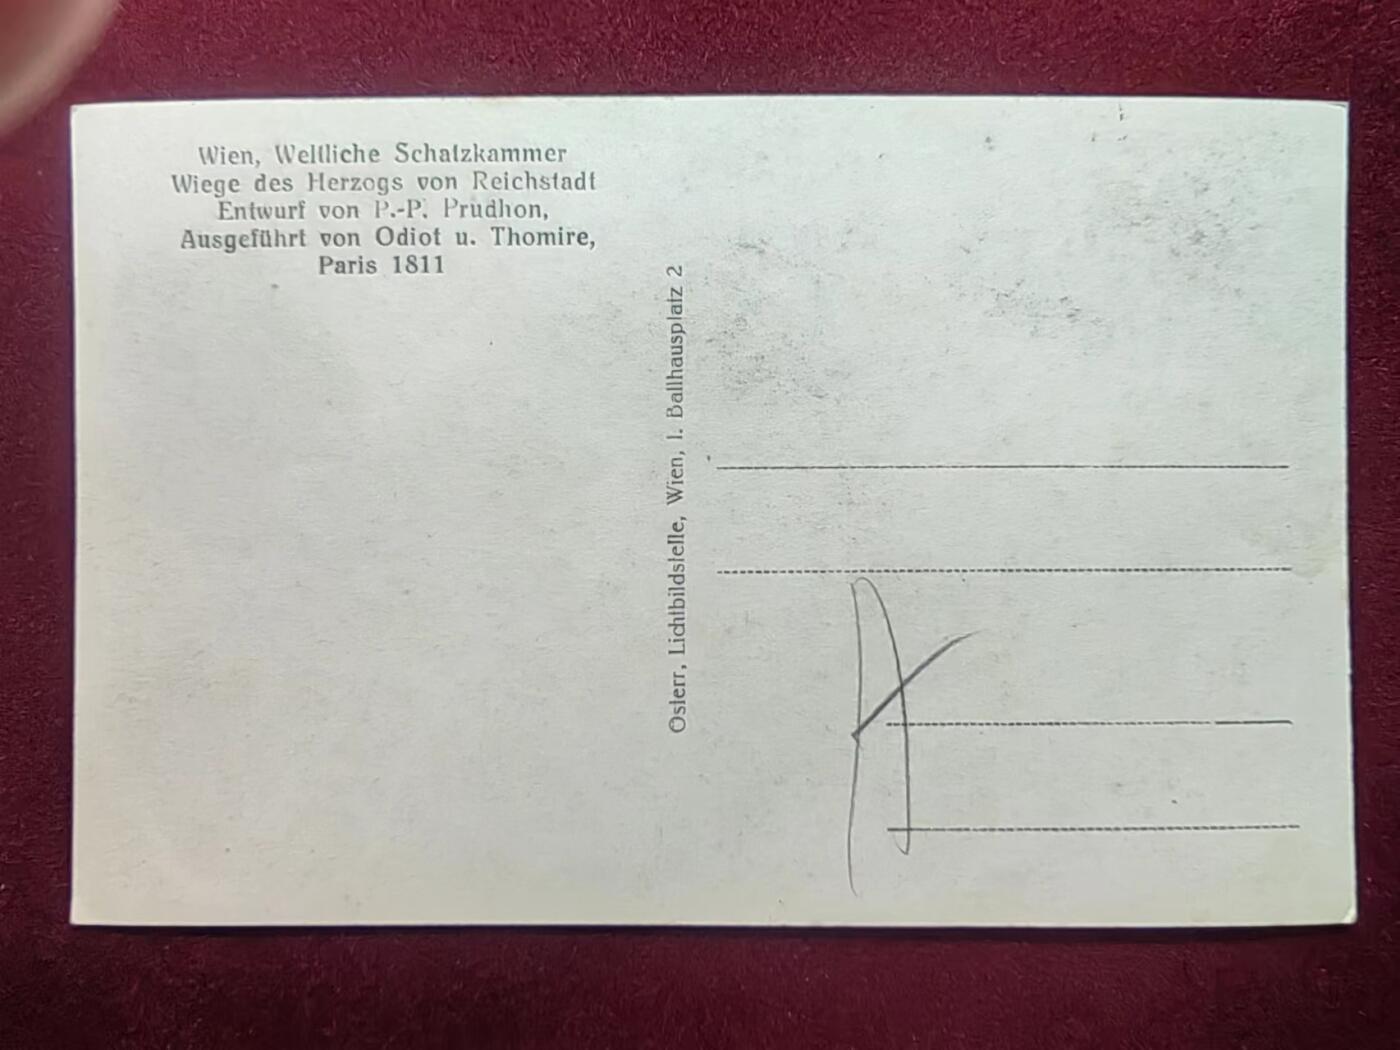 Wien, Weltliche Schatzkammer
Wiege des Herzogs von Reichstadt
Entwurf von P.-P. Prudhon,
Ausgeführt von Odiot u. Thomire,
Paris 1811
Österr. Lichtbildstelle, Wien, I. Ballhausplatz 2
A